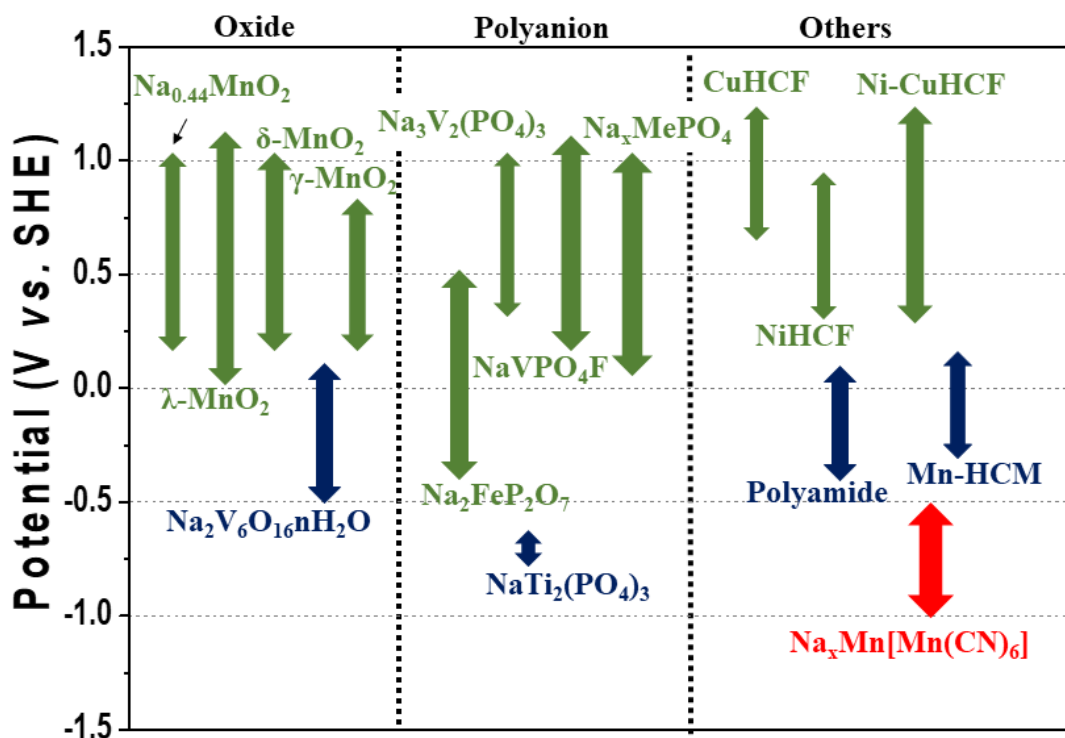 Oxide
Polyanion
Others
Potential (V vs. SHE)
1.5
1.0
0.5
0.0
-0.5
-1.0
-1.5
Na₀.₄₄MnO₂
δ-MnO₂
γ-MnO₂
λ-MnO₂
Na₂V₆O₁₆nH₂O
Na₃V₂(PO₄)₃
NaₓMePO₄
NaVPO₄F
Na₂FeP₂O₇
NaTi₂(PO₄)₃
CuHCF
Ni-CuHCF
NiHCF
Polyamide
Mn-HCM
NaₓMn[Mn(CN)₆]